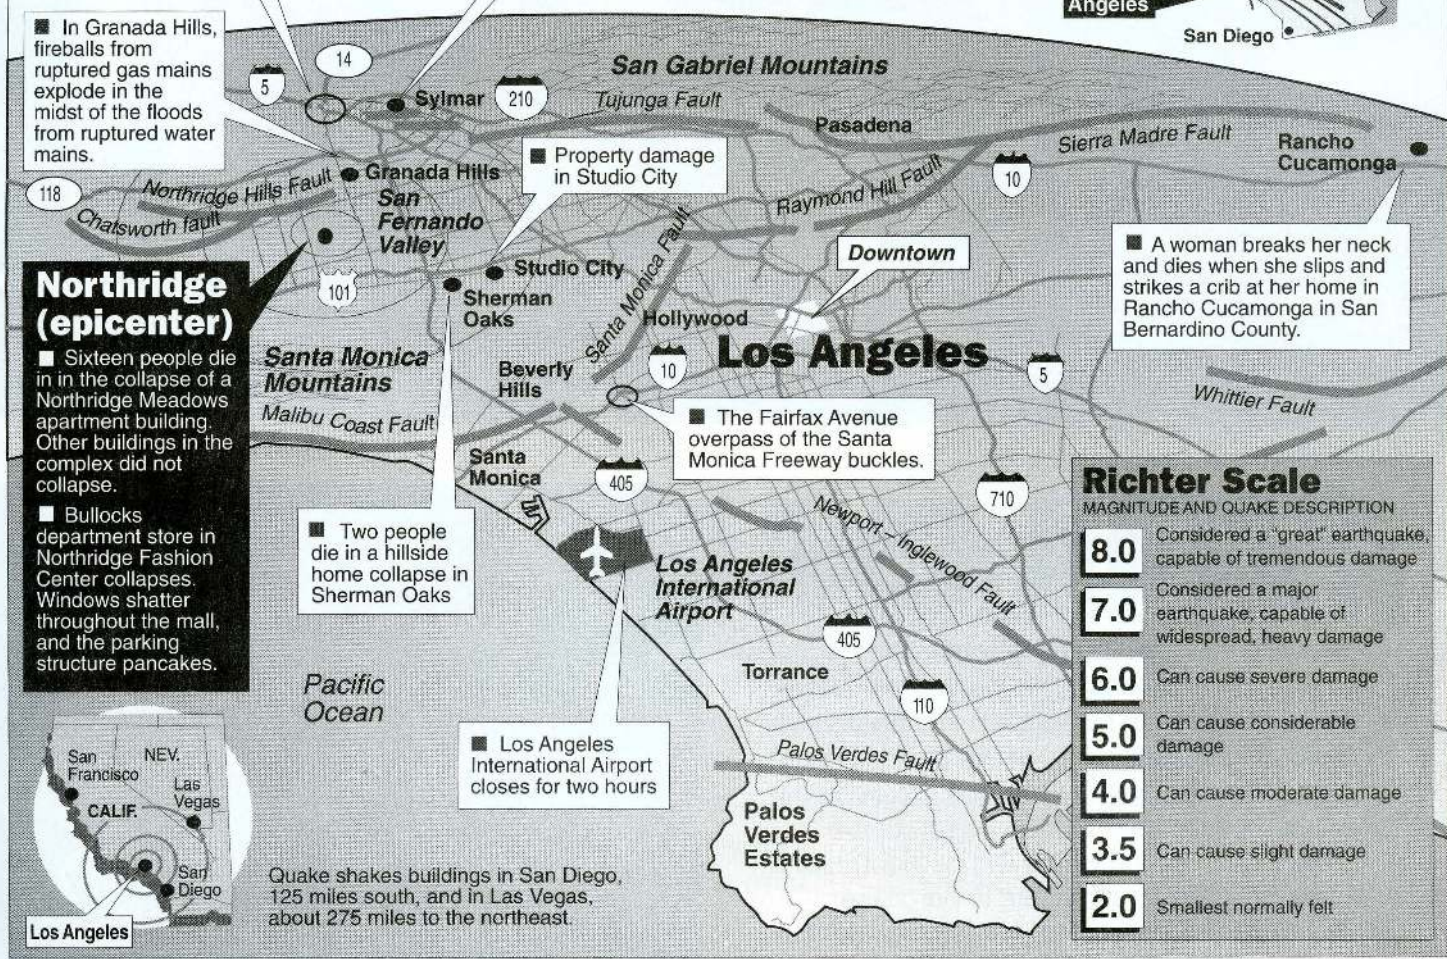 Angeles
San Diego
■ In Granada Hills,
fireballs from
ruptured gas mains
explode in the
midst of the floods
from ruptured water
mains.
14
5
Sylmar
210
San Gabriel Mountains
Tujunga Fault
Pasadena
Sierra Madre Fault
Rancho
Cucamonga
■ Property damage
in Studio City
118
Northridge Hills Fault
Granada Hills
Chatsworth fault
San
Fernando
Valley
Raymond Hill Fault
10
■ A woman breaks her neck
and dies when she slips and
strikes a crib at her home in
Rancho Cucamonga in San
Bernardino County.
Downtown
Northridge
(epicenter)
■ Sixteen people die
in in the collapse of a
Northridge Meadows
apartment building.
Other buildings in the
complex did not
collapse.
■ Bullocks
department store in
Northridge Fashion
Center collapses.
Windows shatter
throughout the mall,
and the parking
structure pancakes.
101
Studio City
Sherman
Oaks
Santa Monica Fault
Hollywood
Los Angeles
Santa Monica
Mountains
Beverly
Hills
10
5
Whittier Fault
Malibu Coast Fault
■ The Fairfax Avenue
overpass of the Santa
Monica Freeway buckles.
Santa
Monica
405
710
Newport – Inglewood Fault
■ Two people
die in a hillside
home collapse in
Sherman Oaks
Los Angeles
International
Airport
405
Torrance
110
Pacific
Ocean
■ Los Angeles
International Airport
closes for two hours
Palos Verdes Fault
Palos
Verdes
Estates
Richter Scale
MAGNITUDE AND QUAKE DESCRIPTION
8.0 Considered a "great" earthquake,
capable of tremendous damage
7.0 Considered a major
earthquake, capable of
widespread, heavy damage
6.0 Can cause severe damage
5.0 Can cause considerable
damage
4.0 Can cause moderate damage
3.5 Can cause slight damage
2.0 Smallest normally felt
San
Francisco
NEV.
Las
Vegas
CALIF.
San
Diego
Los Angeles
Quake shakes buildings in San Diego,
125 miles south, and in Las Vegas,
about 275 miles to the northeast.